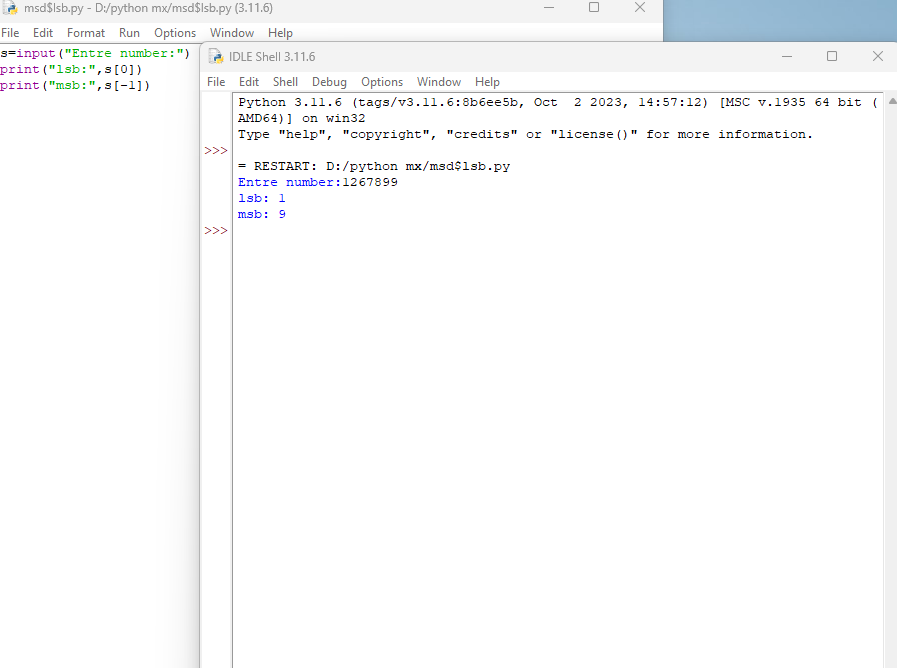 msd$lsb.py - D:/python mx/msd$lsb.py (3.11.6)
File Edit Format Run Options Window Help
s=input("Entre number:")
print("lsb:",s[0])
print("msb:",s[-1])
IDLE Shell 3.11.6
File Edit Shell Debug Options Window Help
Python 3.11.6 (tags/v3.11.6:8b6ee5b, Oct  2 2023, 14:57:12) [MSC v.1935 64 bit (
AMD64)] on win32
Type "help", "copyright", "credits" or "license()" for more information.
>>>
= RESTART: D:/python mx/msd$lsb.py
Entre number:1267899
lsb: 1
msb: 9
>>>